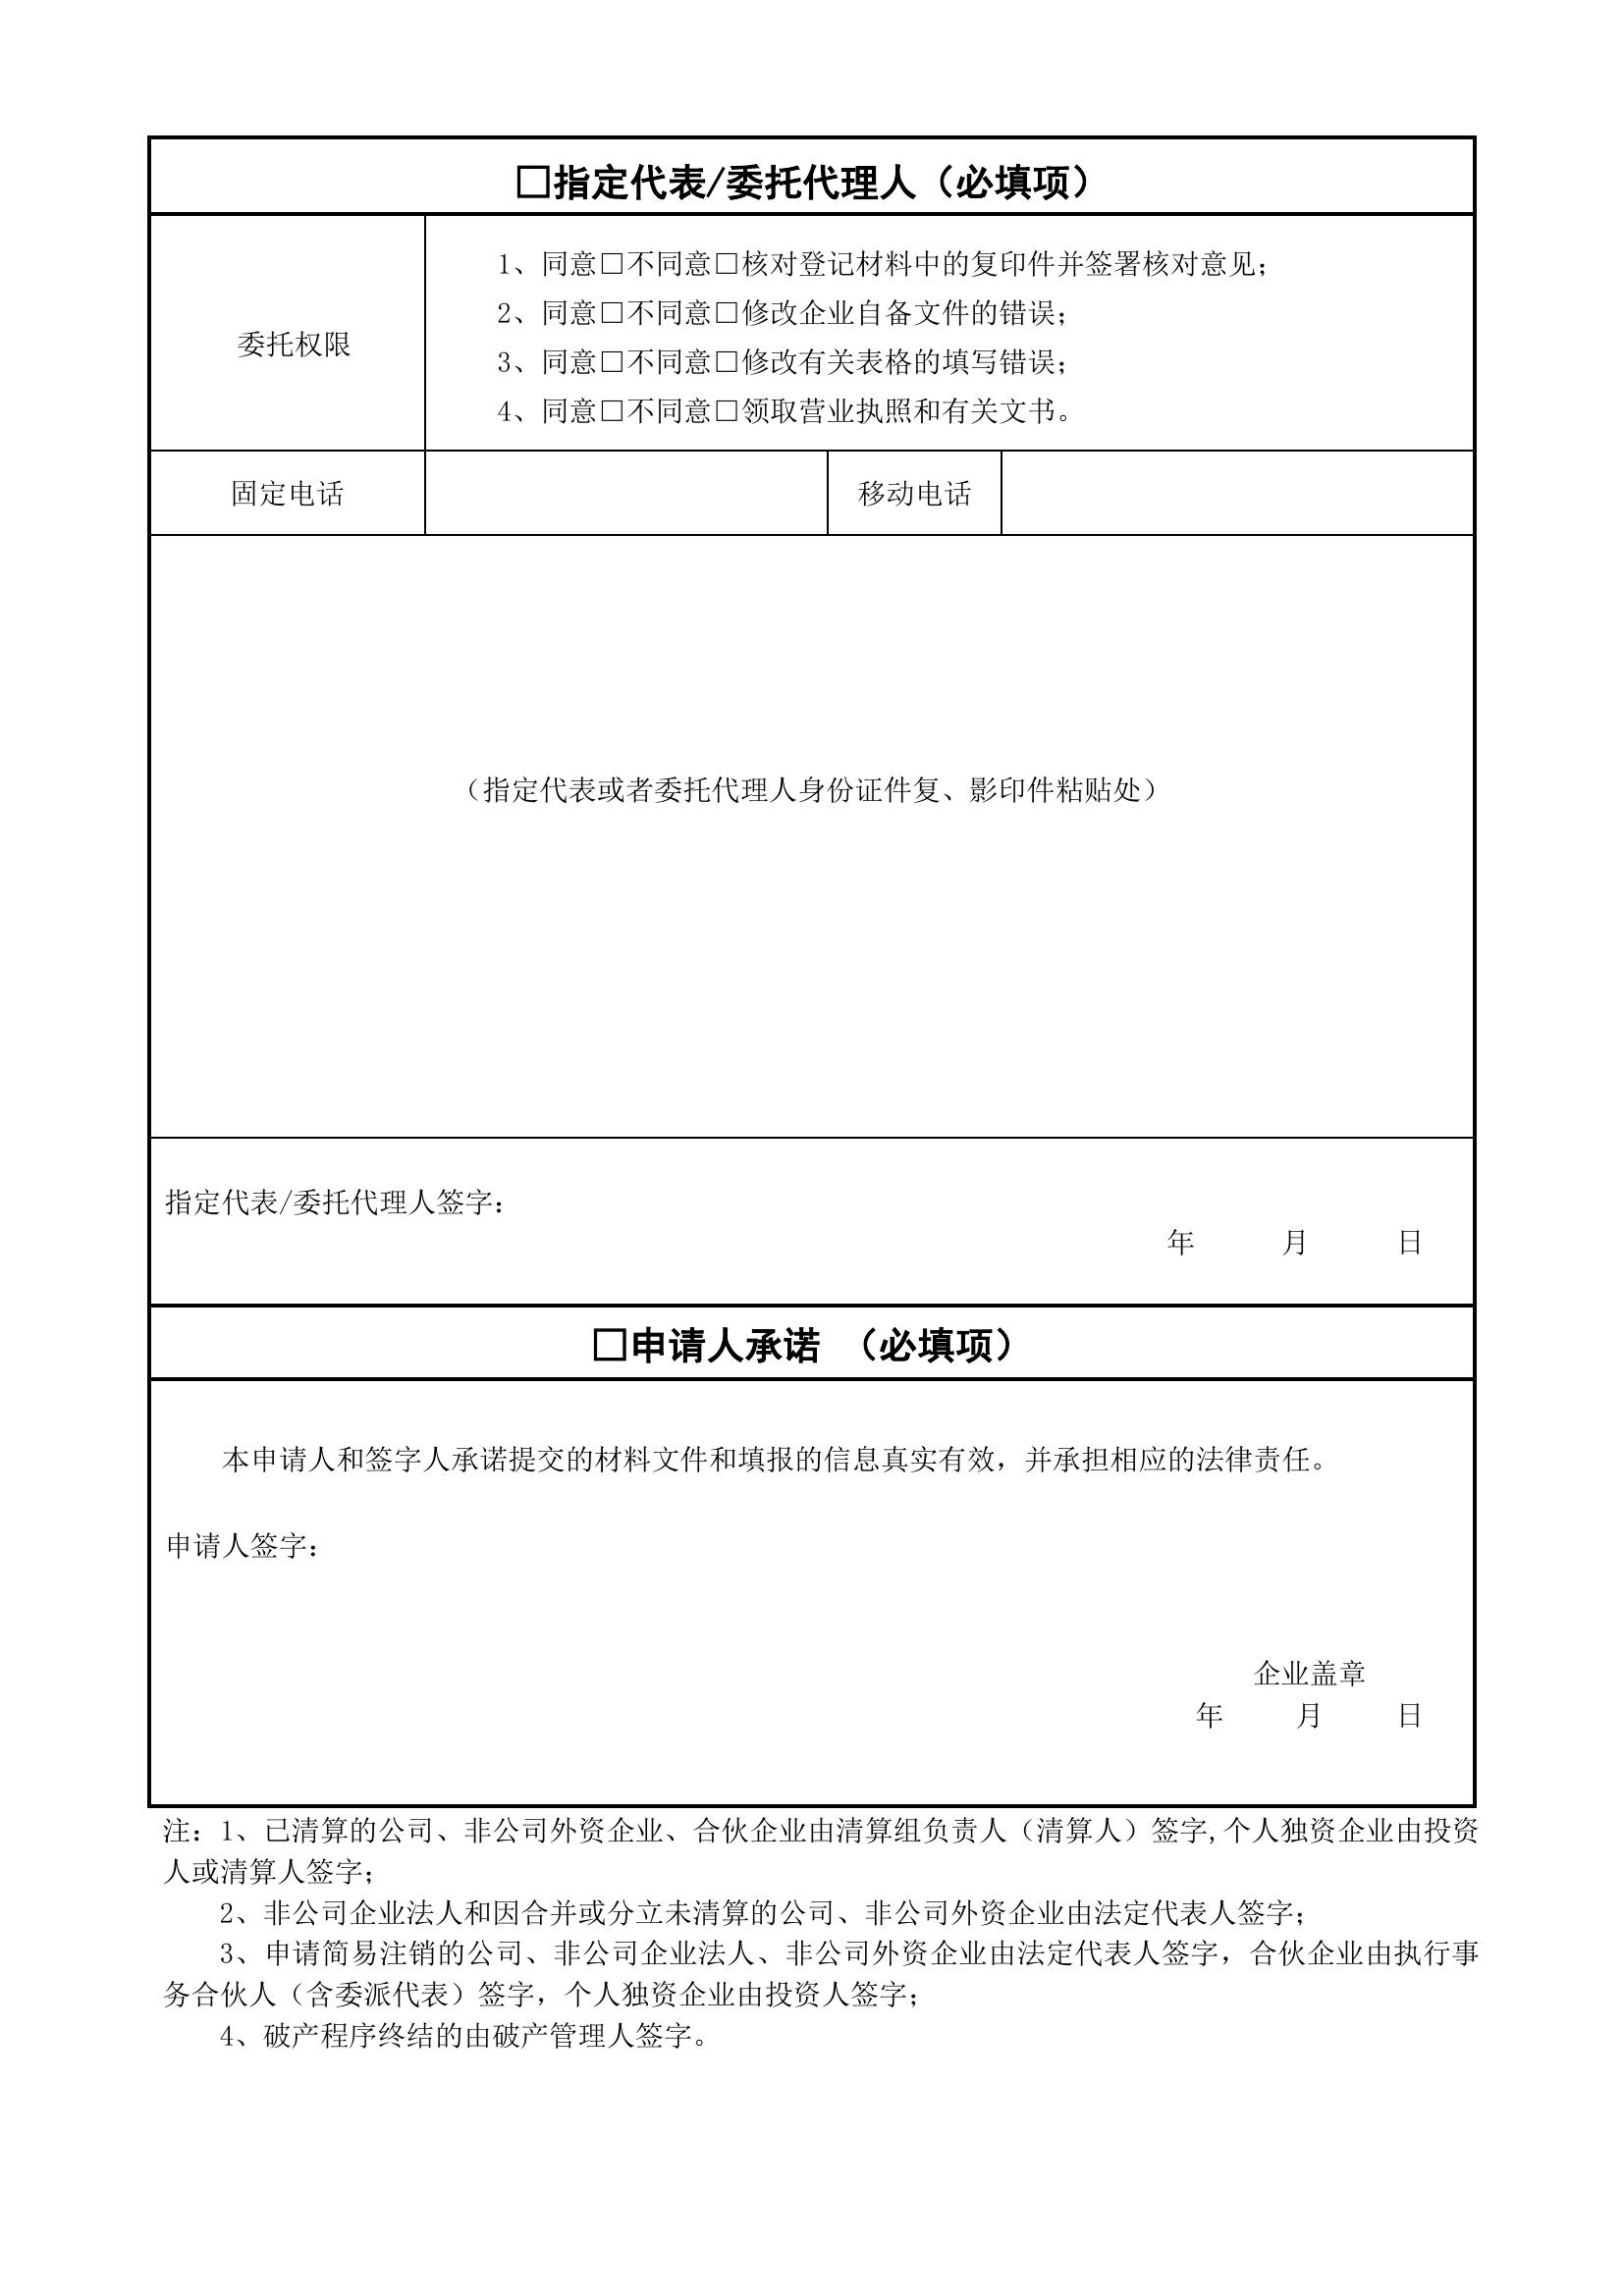 □指定代表/委托代理人（必填项）
委托权限
1、同意□不同意□核对登记材料中的复印件并签署核对意见；
2、同意□不同意□修改企业自备文件的错误；
3、同意□不同意□修改有关表格的填写错误；
4、同意□不同意□领取营业执照和有关文书。
固定电话 移动电话
（指定代表或者委托代理人身份证件复、影印件粘贴处）
指定代表/委托代理人签字：
年 月 日
□申请人承诺 （必填项）
本申请人和签字人承诺提交的材料文件和填报的信息真实有效，并承担相应的法律责任。
申请人签字：
企业盖章
年 月 日
注：1、已清算的公司、非公司外资企业、合伙企业由清算组负责人（清算人）签字,个人独资企业由投资
人或清算人签字；
2、非公司企业法人和因合并或分立未清算的公司、非公司外资企业由法定代表人签字；
3、申请简易注销的公司、非公司企业法人、非公司外资企业由法定代表人签字，合伙企业由执行事
务合伙人（含委派代表）签字，个人独资企业由投资人签字；
4、破产程序终结的由破产管理人签字。